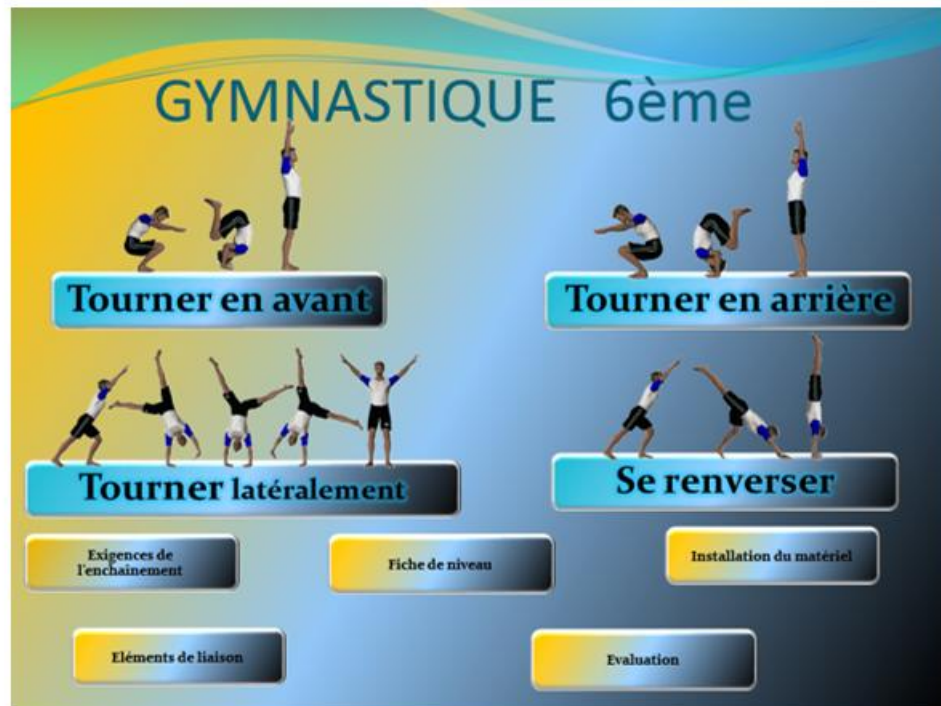 GYMNASTIQUE 6ème
Tourner en avant
Tourner en arrière
Tourner latéralement
Se renverser
Exigences de
l'enchaînement
Fiche de niveau
Installation du matériel
Eléments de liaison
Evaluation